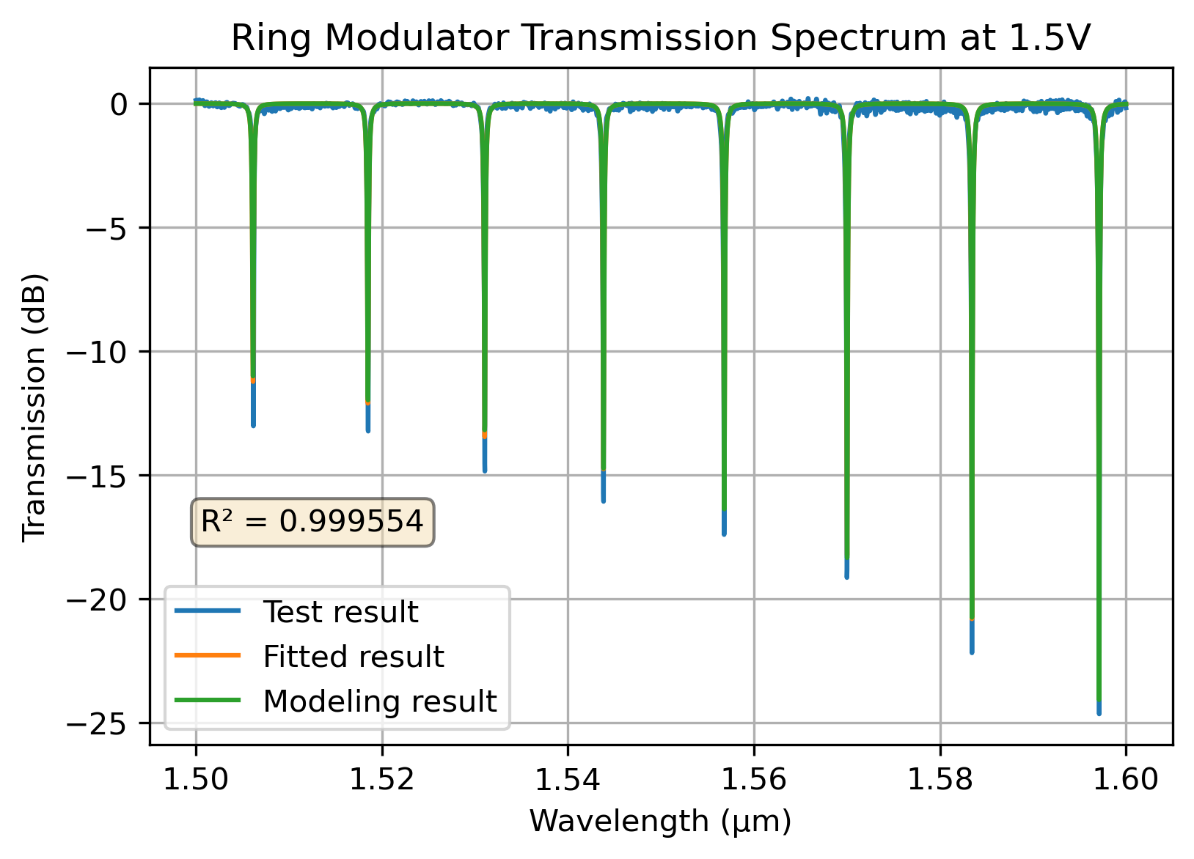 Ring Modulator Transmission Spectrum at 1.5V
Transmission (dB)
0
−5
−10
−15
−20
−25
R² = 0.999554
Test result
Fitted result
Modeling result
1.50 1.52 1.54 1.56 1.58 1.60
Wavelength (μm)